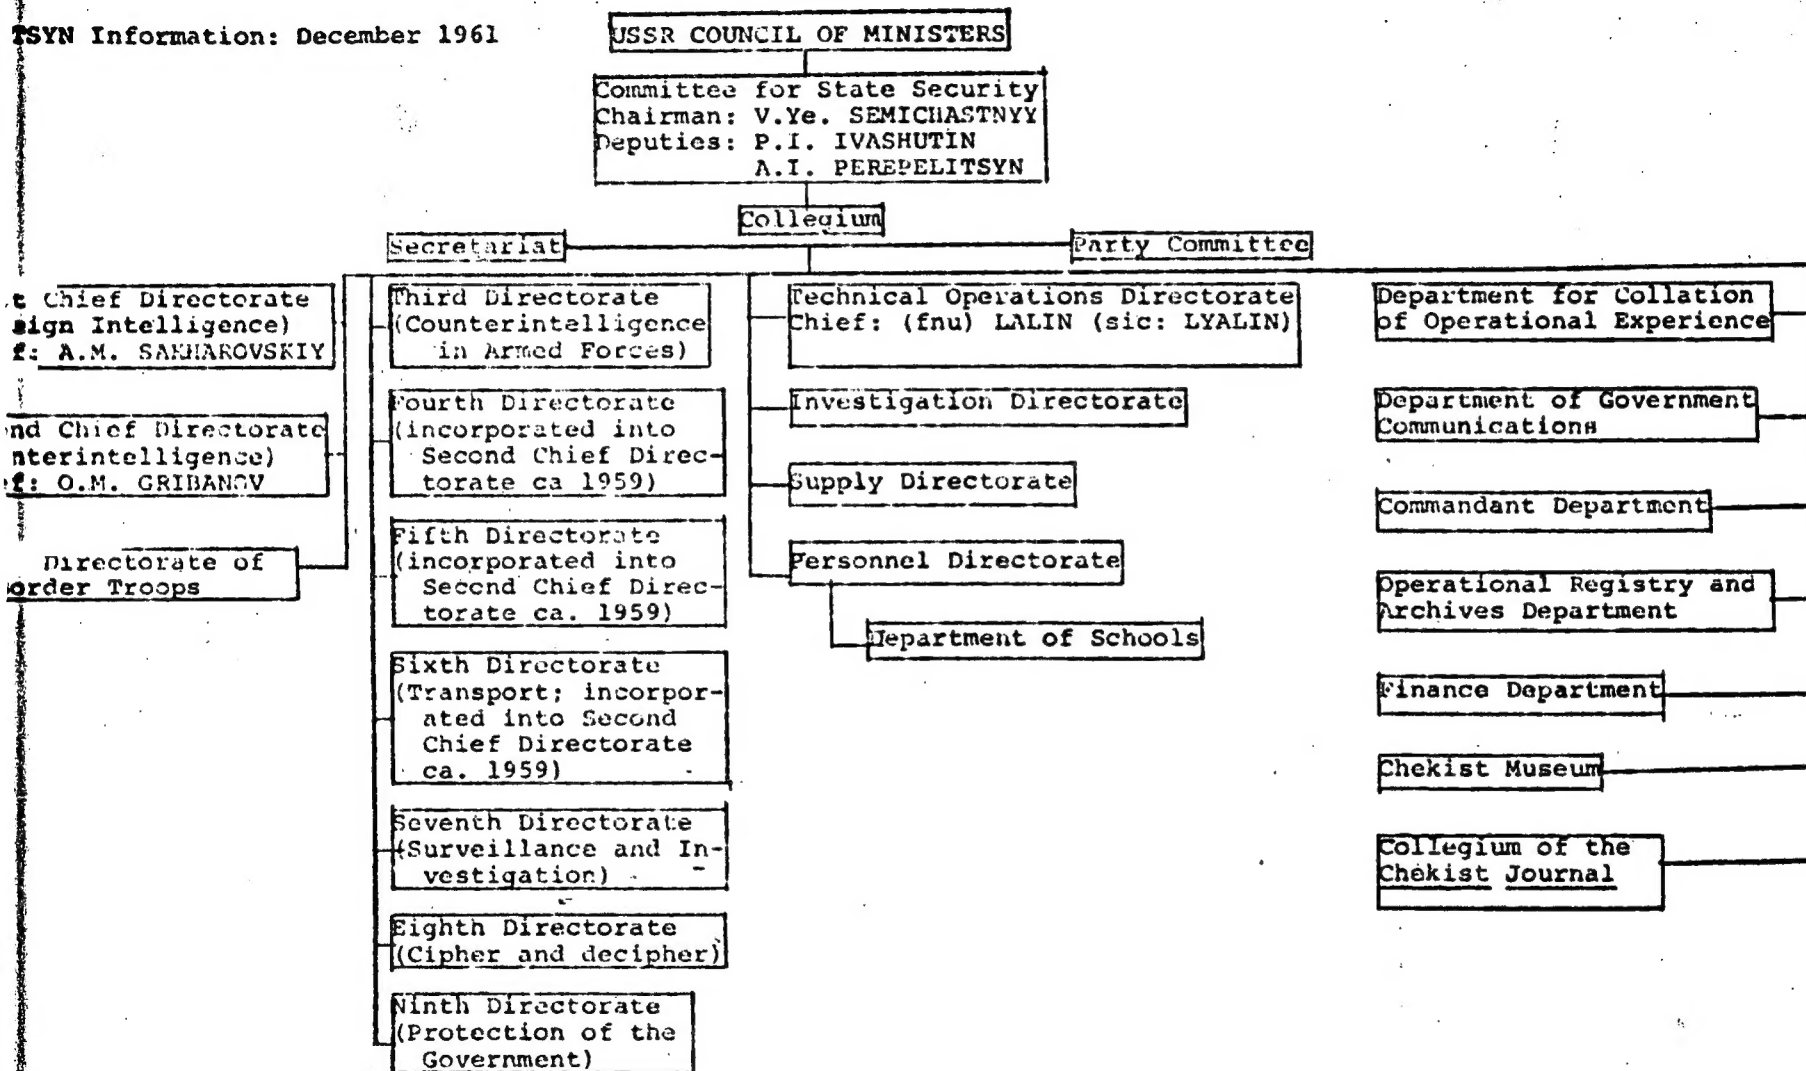 TSYN Information: December 1961
USSR COUNCIL OF MINISTERS
Committee for State Security
Chairman: V.Ye. SEMICHASTNYY
Deputies: P.I. IVASHUTIN
A.I. PEREPELITSYN
Collegium
Secretariat
Party Committee
t Chief Directorate
eign Intelligence)
f: A.M. SAKHAROVSKIY
nd Chief Directorate
nterintelligence)
ef: O.M. GRIBANOV
Directorate of
order Troops
Third Directorate
(Counterintelligence
in Armed Forces)
Fourth Directorate
(incorporated into
Second Chief Direc-
torate ca 1959)
Fifth Directorate
(incorporated into
Second Chief Direc-
torate ca. 1959)
Sixth Directorate
(Transport; incorpor-
ated into Second
Chief Directorate
ca. 1959)
Seventh Directorate
(Surveillance and In-
vestigation)
Eighth Directorate
(Cipher and decipher)
Ninth Directorate
(Protection of the
Government)
Technical Operations Directorate
Chief: (fnu) LALIN (sic: LYALIN)
Investigation Directorate
Supply Directorate
Personnel Directorate
Department of Schools
Department for Collation
of Operational Experience
Department of Government
Communications
Commandant Department
Operational Registry and
Archives Department
Finance Department
Chekist Museum
Collegium of the
Chekist Journal